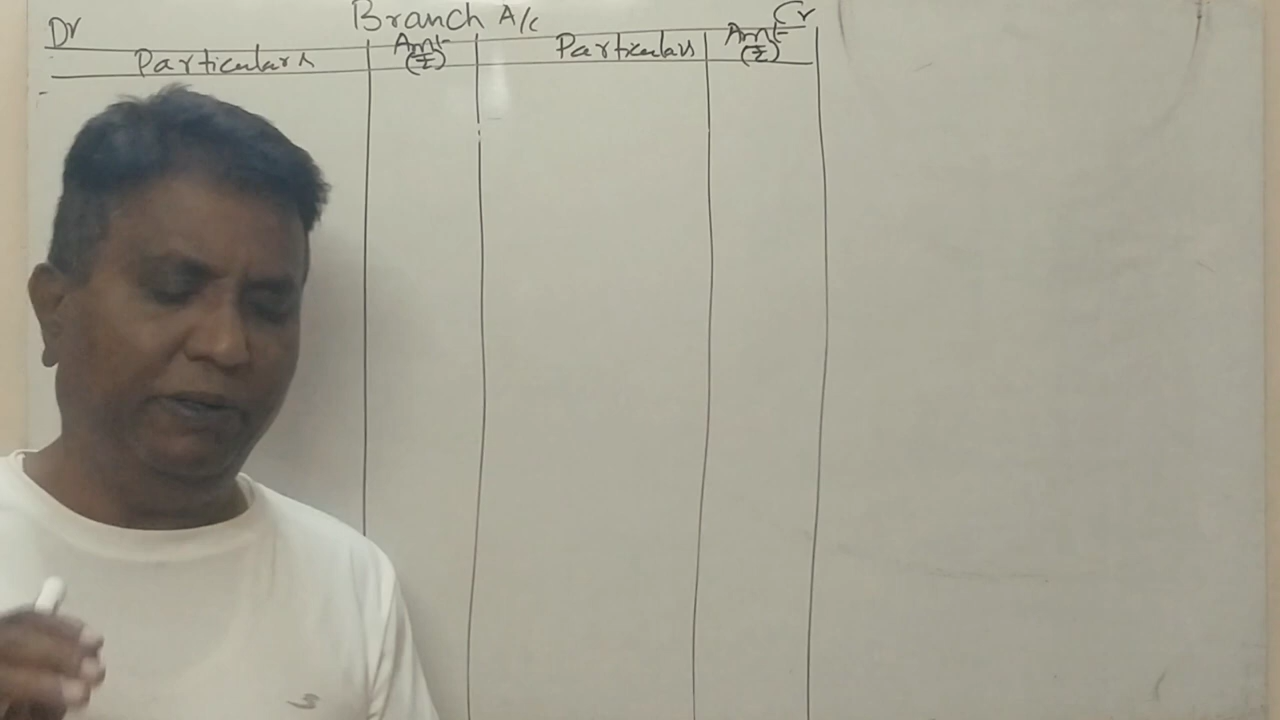 Dr Branch A/c Cr
Particulars Amt (₹) Particulars Amt (₹)